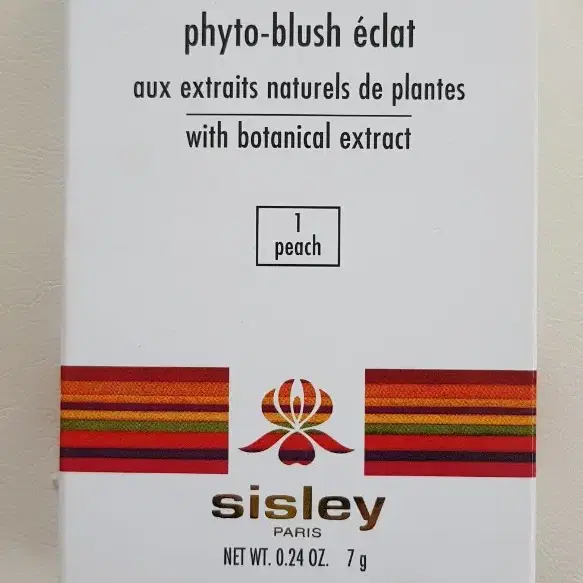 phyto-blush éclat
aux extraits naturels de plantes
with botanical extract
1
peach
sisley
PARIS
NET WT. 0.24 OZ. 7 g